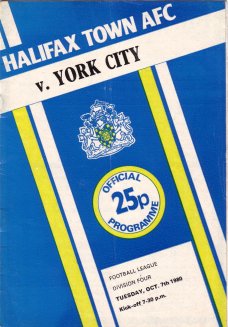 HALIFAX TOWN AFC
v. YORK CITY
OFFICIAL
25p
PROGRAMME
FOOTBALL LEAGUE
DIVISION FOUR
TUESDAY, OCT. 7th 1980
Kick-off 7-30 p.m.